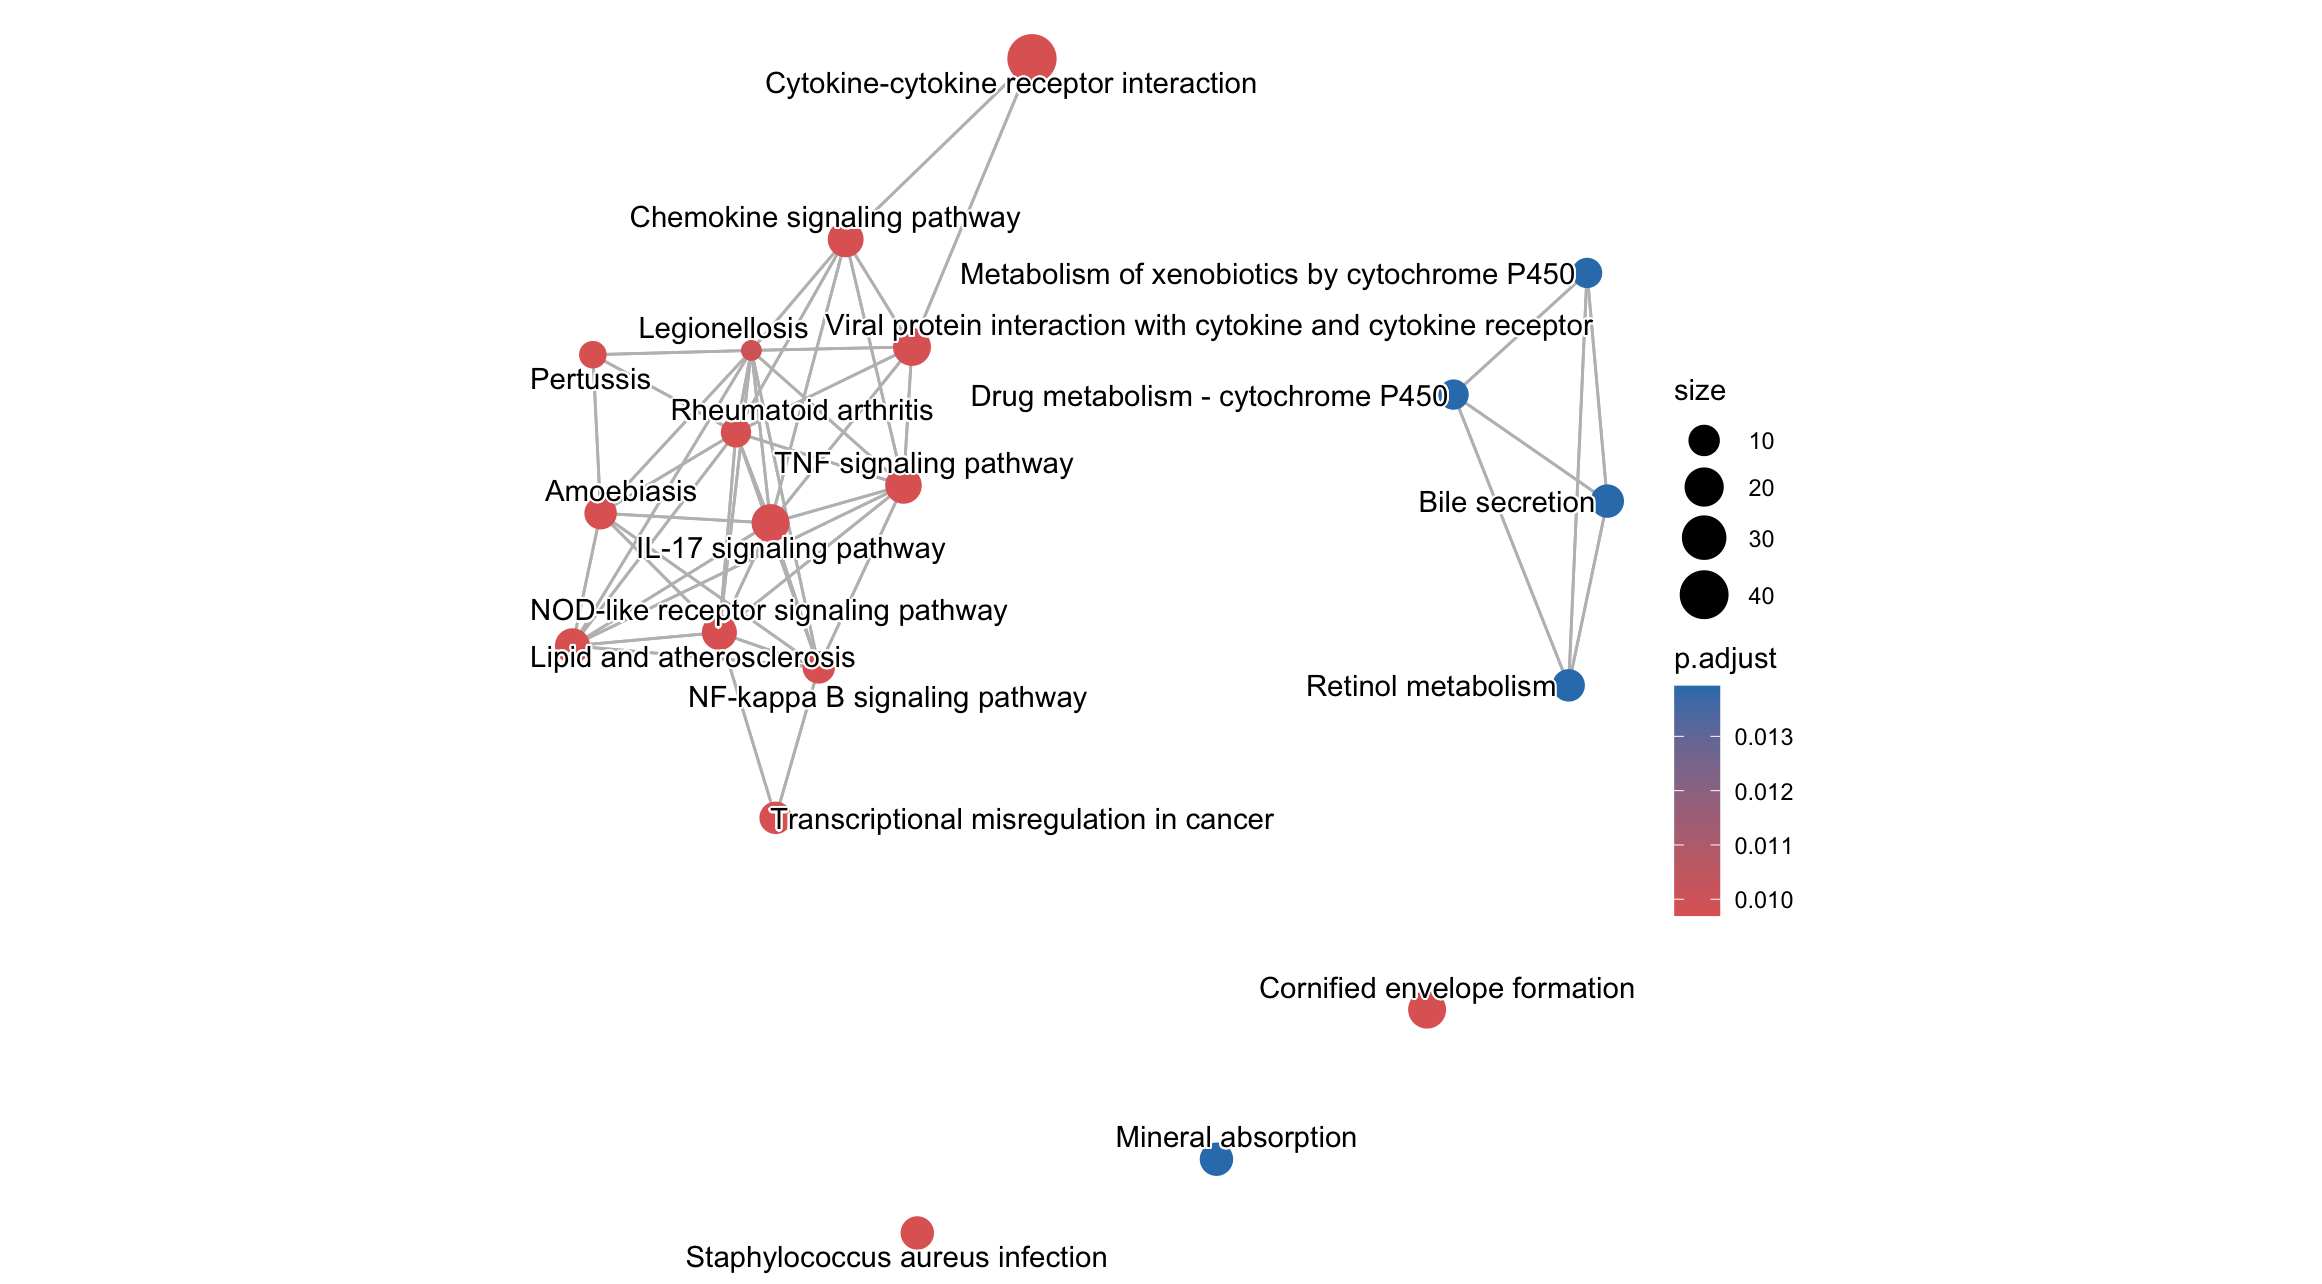 Cytokine-cytokine receptor interaction
Chemokine signaling pathway
Metabolism of xenobiotics by cytochrome P450
Legionellosis
Viral protein interaction with cytokine and cytokine receptor
Pertussis
Drug metabolism - cytochrome P450
Rheumatoid arthritis
TNF signaling pathway
Amoebiasis
Bile secretion
IL-17 signaling pathway
NOD-like receptor signaling pathway
Lipid and atherosclerosis
Retinol metabolism
NF-kappa B signaling pathway
Transcriptional misregulation in cancer
Cornified envelope formation
Mineral absorption
Staphylococcus aureus infection
size
10
20
30
40
p.adjust
0.013
0.012
0.011
0.010